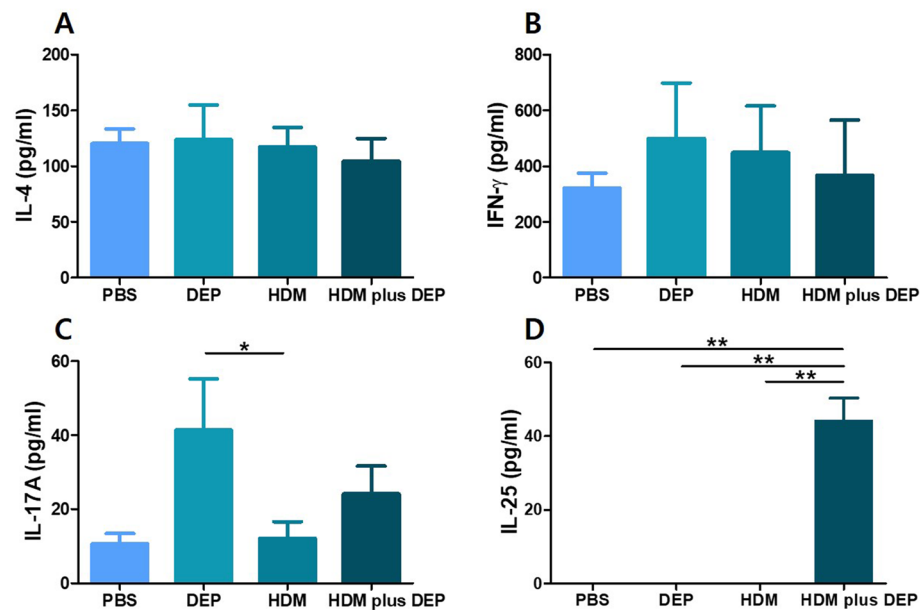 A
IL-4 (pg/ml)
200
150
100
50
0
PBS DEP HDM HDM plus DEP
B
IFN-γ (pg/ml)
800
600
400
200
0
PBS DEP HDM HDM plus DEP
C
IL-17A (pg/ml)
60
40
20
0
*
PBS DEP HDM HDM plus DEP
D
IL-25 (pg/ml)
60
40
20
0
**
**
**
PBS DEP HDM HDM plus DEP